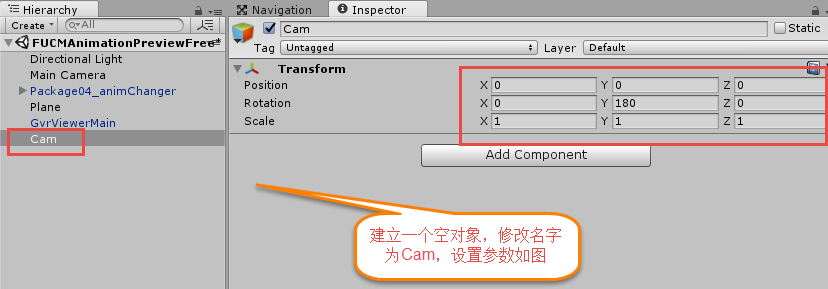 Hierarchy
Create
FUCMAnimationPreviewFree*
Directional Light
Main Camera
Package04_animChanger
Plane
GvrViewerMain
Cam
Navigation
Inspector
Cam
Static
Tag Untagged Layer Default
Transform
Position X 0 Y 0 Z 0
Rotation X 0 Y 180 Z 0
Scale X 1 Y 1 Z 1
Add Component
建立一个空对象，修改名字
为Cam，设置参数如图